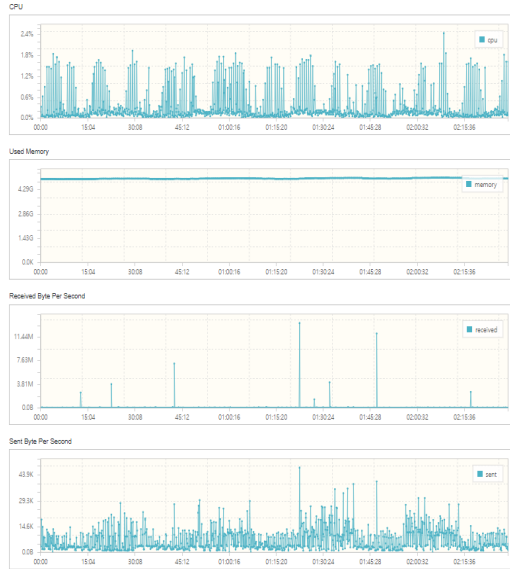 CPU
2.4%
1.8%
1.2%
0.6%
0.0%
cpu
00:00 15:04 30:08 45:12 01:00:16 01:15:20 01:30:24 01:45:28 02:00:32 02:15:36
Used Memory
4.29G
2.86G
1.43G
0.0K
memory
00:00 15:04 30:08 45:12 01:00:16 01:15:20 01:30:24 01:45:28 02:00:32 02:15:36
Received Byte Per Second
11.44M
7.63M
3.81M
0.0B
received
00:00 15:04 30:08 45:12 01:00:16 01:15:20 01:30:24 01:45:28 02:00:32 02:15:36
Sent Byte Per Second
43.9K
29.3K
14.6K
0.0B
sent
00:00 15:04 30:08 45:12 01:00:16 01:15:20 01:30:24 01:45:28 02:00:32 02:15:36